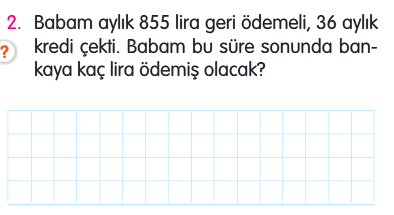 2. Babam aylık 855 lira geri ödemeli, 36 aylık
? kredi çekti. Babam bu süre sonunda ban-
kaya kaç lira ödemiş olacak?